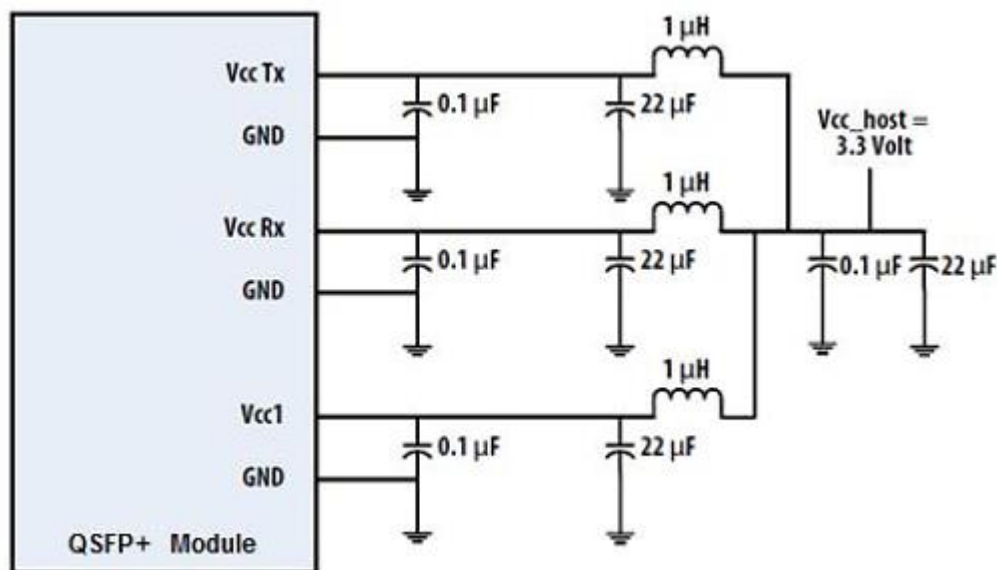 1 μH
Vcc Tx
0.1 μF
22 μF
GND
Vcc_host =
3.3 Volt
1 μH
Vcc Rx
0.1 μF
22 μF
0.1 μF
22 μF
GND
1 μH
Vcc1
0.1 μF
22 μF
GND
QSFP+ Module